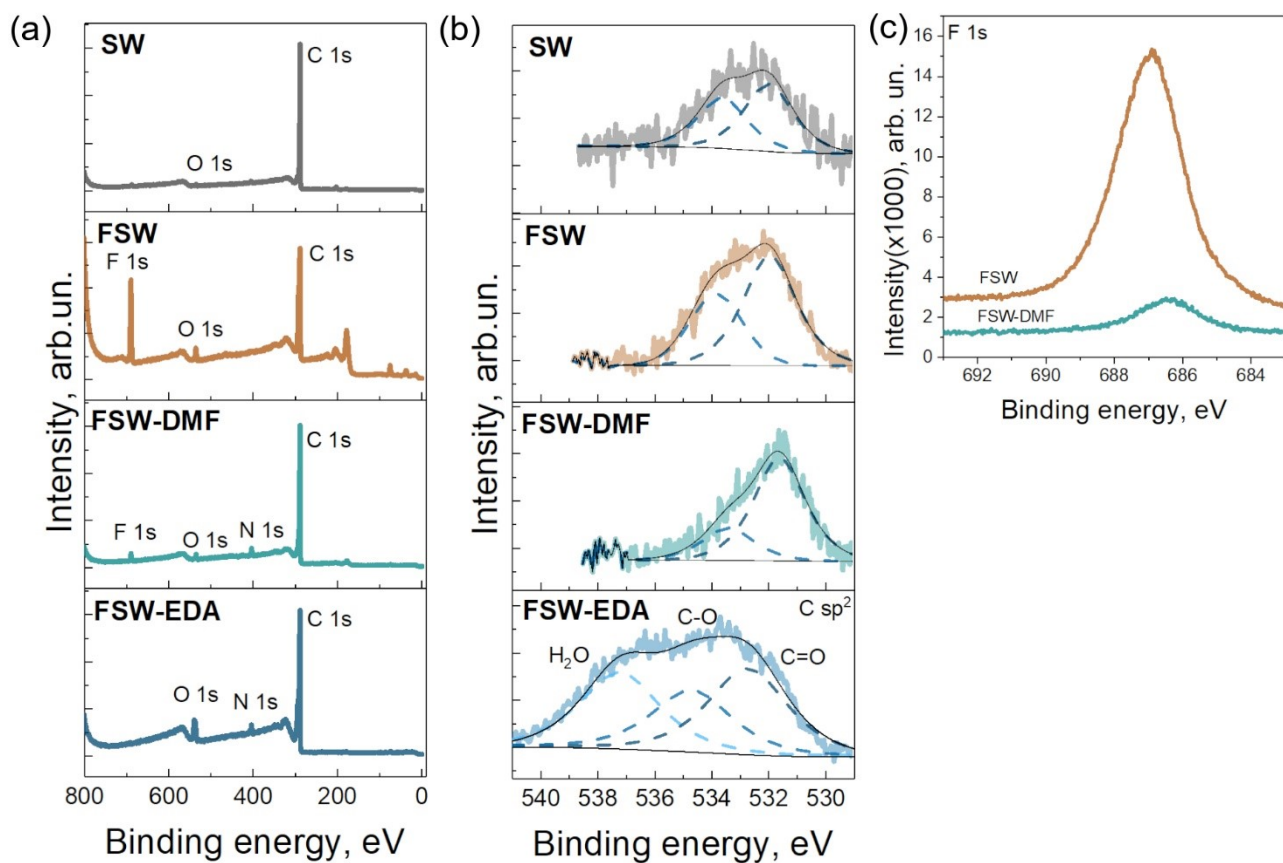 (a)
SW
C 1s
O 1s
FSW
F 1s
C 1s
O 1s
FSW-DMF
C 1s
F 1s
O 1s
N 1s
FSW-EDA
C 1s
O 1s
N 1s
Intensity, arb.un.
800 600 400 200 0
Binding energy, eV
(b)
SW
FSW
FSW-DMF
FSW-EDA
C sp²
C-O
H₂O
C=O
Intensity, arb.un.
540 538 536 534 532 530
Binding energy, eV
(c)
F 1s
16
14
12
10
8
6
4
2
0
FSW
FSW-DMF
Intensity(x1000), arb. un.
692 690 688 686 684
Binding energy, eV